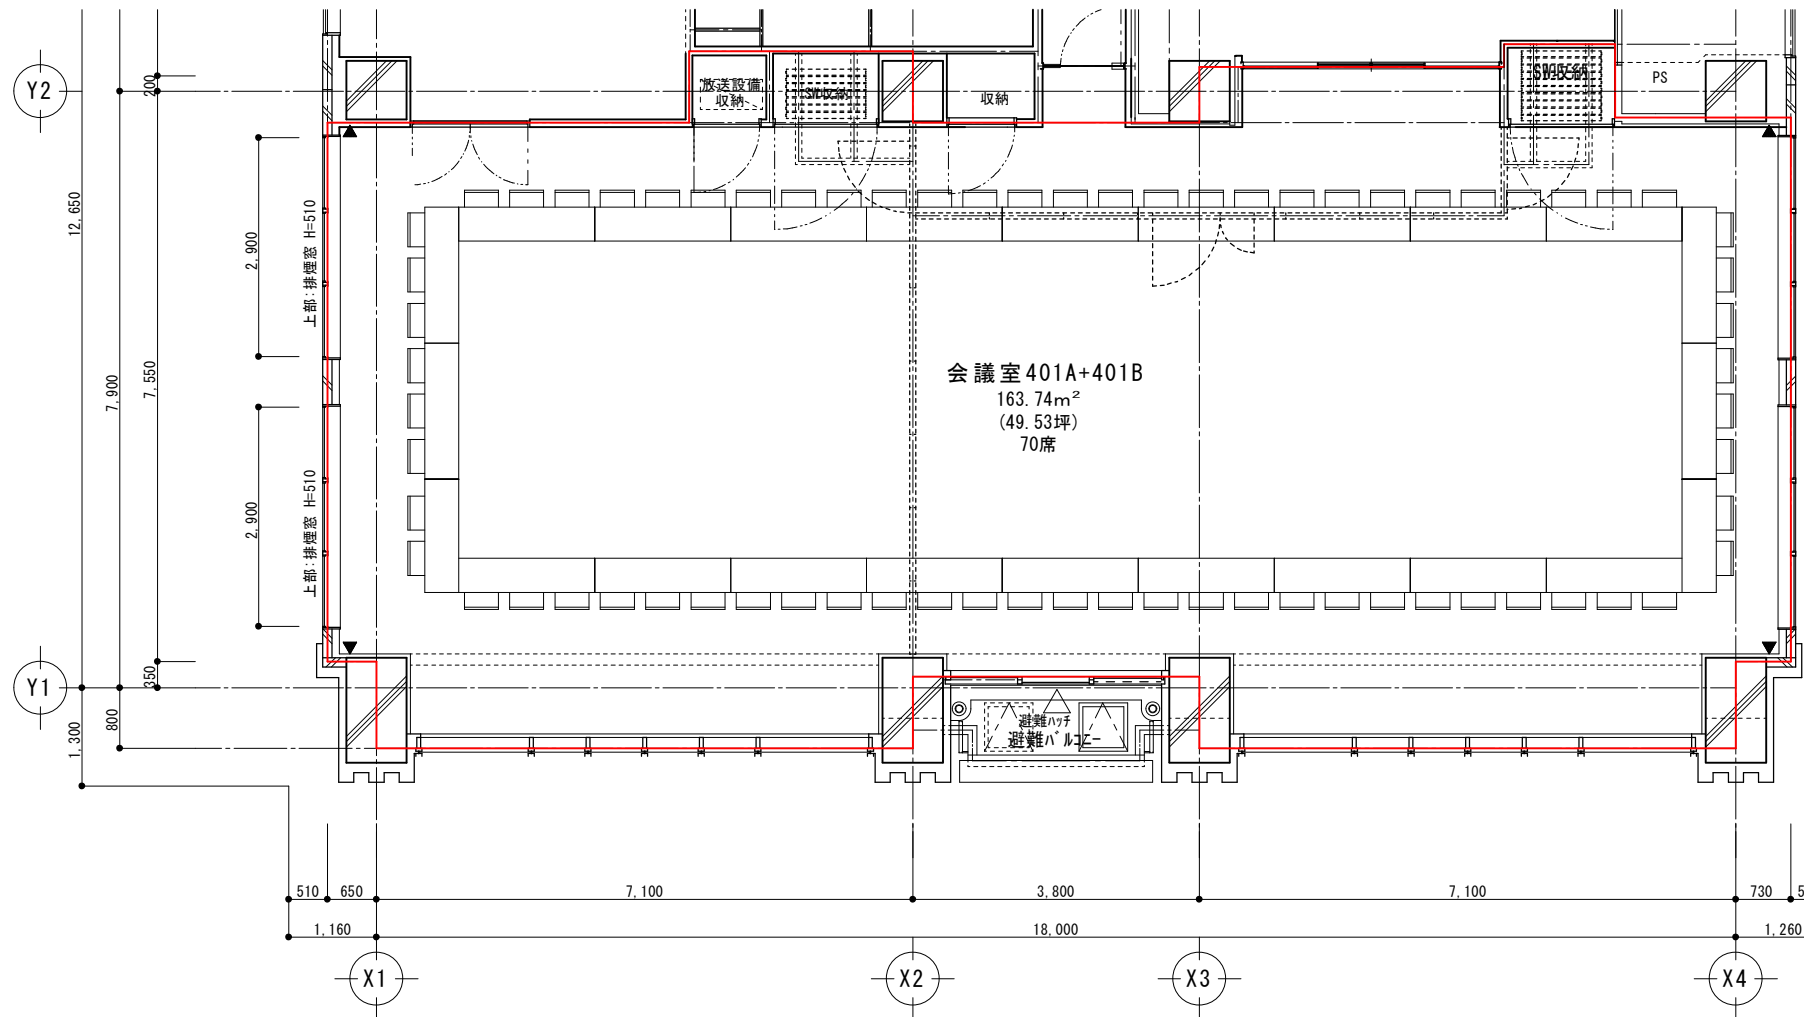 Y2
200
放送設備
収納
SW収納
収納
SW収納
PS
12,650
7,900
7,550
2,900
上部:排煙窓 H=510
会議室401A+401B
163.74m²
(49.53坪)
70席
2,900
上部:排煙窓 H=510
Y1
350
800
1,300
避難ハッチ
避難バルコニー
510
650
7,100
3,800
7,100
730
1,160
18,000
1,260
X1
X2
X3
X4